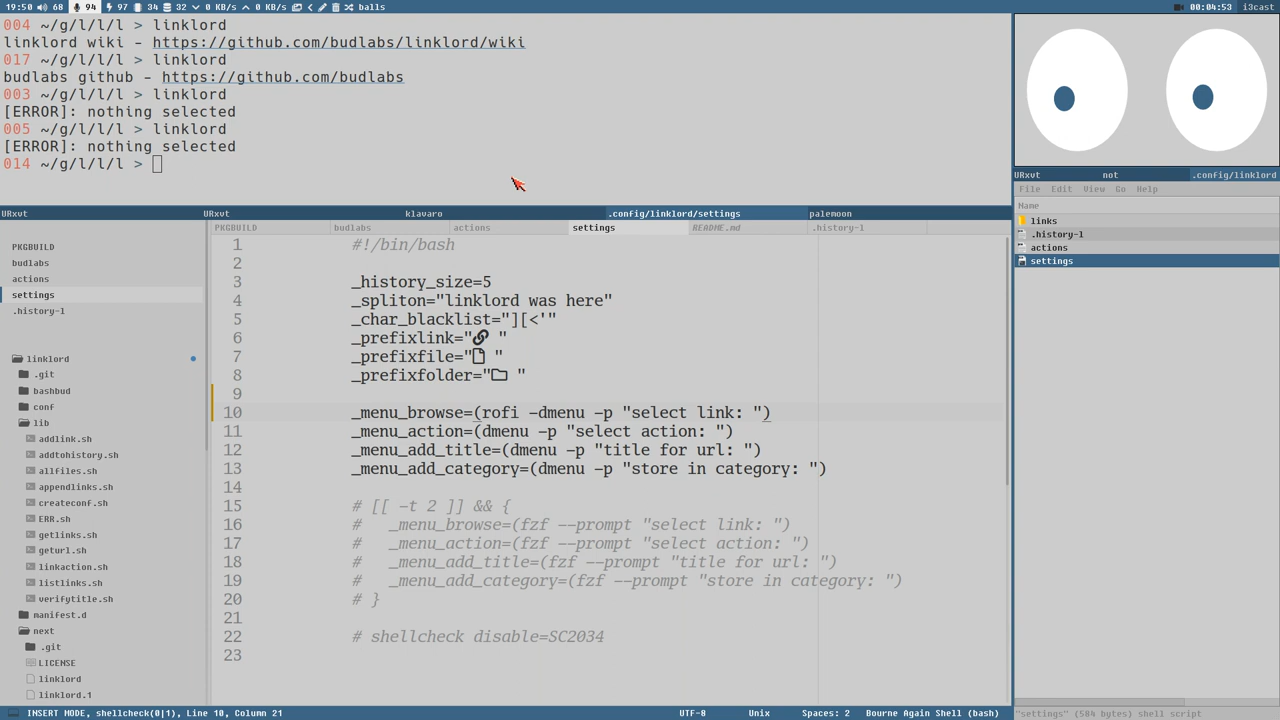 19:50 68 94 97 34 32 0 KB/s 0 KB/s balls 00:04:53 i3cast
004 ~/g/l/l/l > linklord
linklord wiki - https://github.com/budlabs/linklord/wiki
017 ~/g/l/l/l > linklord
budlabs github - https://github.com/budlabs
003 ~/g/l/l/l > linklord
[ERROR]: nothing selected
005 ~/g/l/l/l > linklord
[ERROR]: nothing selected
014 ~/g/l/l/l >
URxvt not .config/linklord
File Edit View Go Help
Name
links
.history-l
actions
settings
URxvt URxvt klavaro .config/linklord/settings palemoon
PKGBUILD budlabs actions settings README.md .history-l
PKGBUILD
budlabs
actions
settings
.history-l
linklord
.git
bashbud
conf
lib
addlink.sh
addtohistory.sh
allfiles.sh
appendlinks.sh
createconf.sh
ERR.sh
getlinks.sh
geturl.sh
linkaction.sh
listlinks.sh
verifytitle.sh
manifest.d
next
.git
LICENSE
linklord
linklord.1
1 #!/bin/bash
2
3 _history_size=5
4 _spliton="linklord was here"
5 _char_blacklist="][<'"
6 _prefixlink=" "
7 _prefixfile=" "
8 _prefixfolder=" "
9
10 _menu_browse=(rofi -dmenu -p "select link: ")
11 _menu_action=(dmenu -p "select action: ")
12 _menu_add_title=(dmenu -p "title for url: ")
13 _menu_add_category=(dmenu -p "store in category: ")
14
15 # [[ -t 2 ]] && {
16 #   _menu_browse=(fzf --prompt "select link: ")
17 #   _menu_action=(fzf --prompt "select action: ")
18 #   _menu_add_title=(fzf --prompt "title for url: ")
19 #   _menu_add_category=(fzf --prompt "store in category: ")
20 # }
21
22 # shellcheck disable=SC2034
23
INSERT MODE, shellcheck(0|1), Line 10, Column 21 UTF-8 Unix Spaces: 2 Bourne Again Shell (bash)
"settings" (584 bytes) shell script